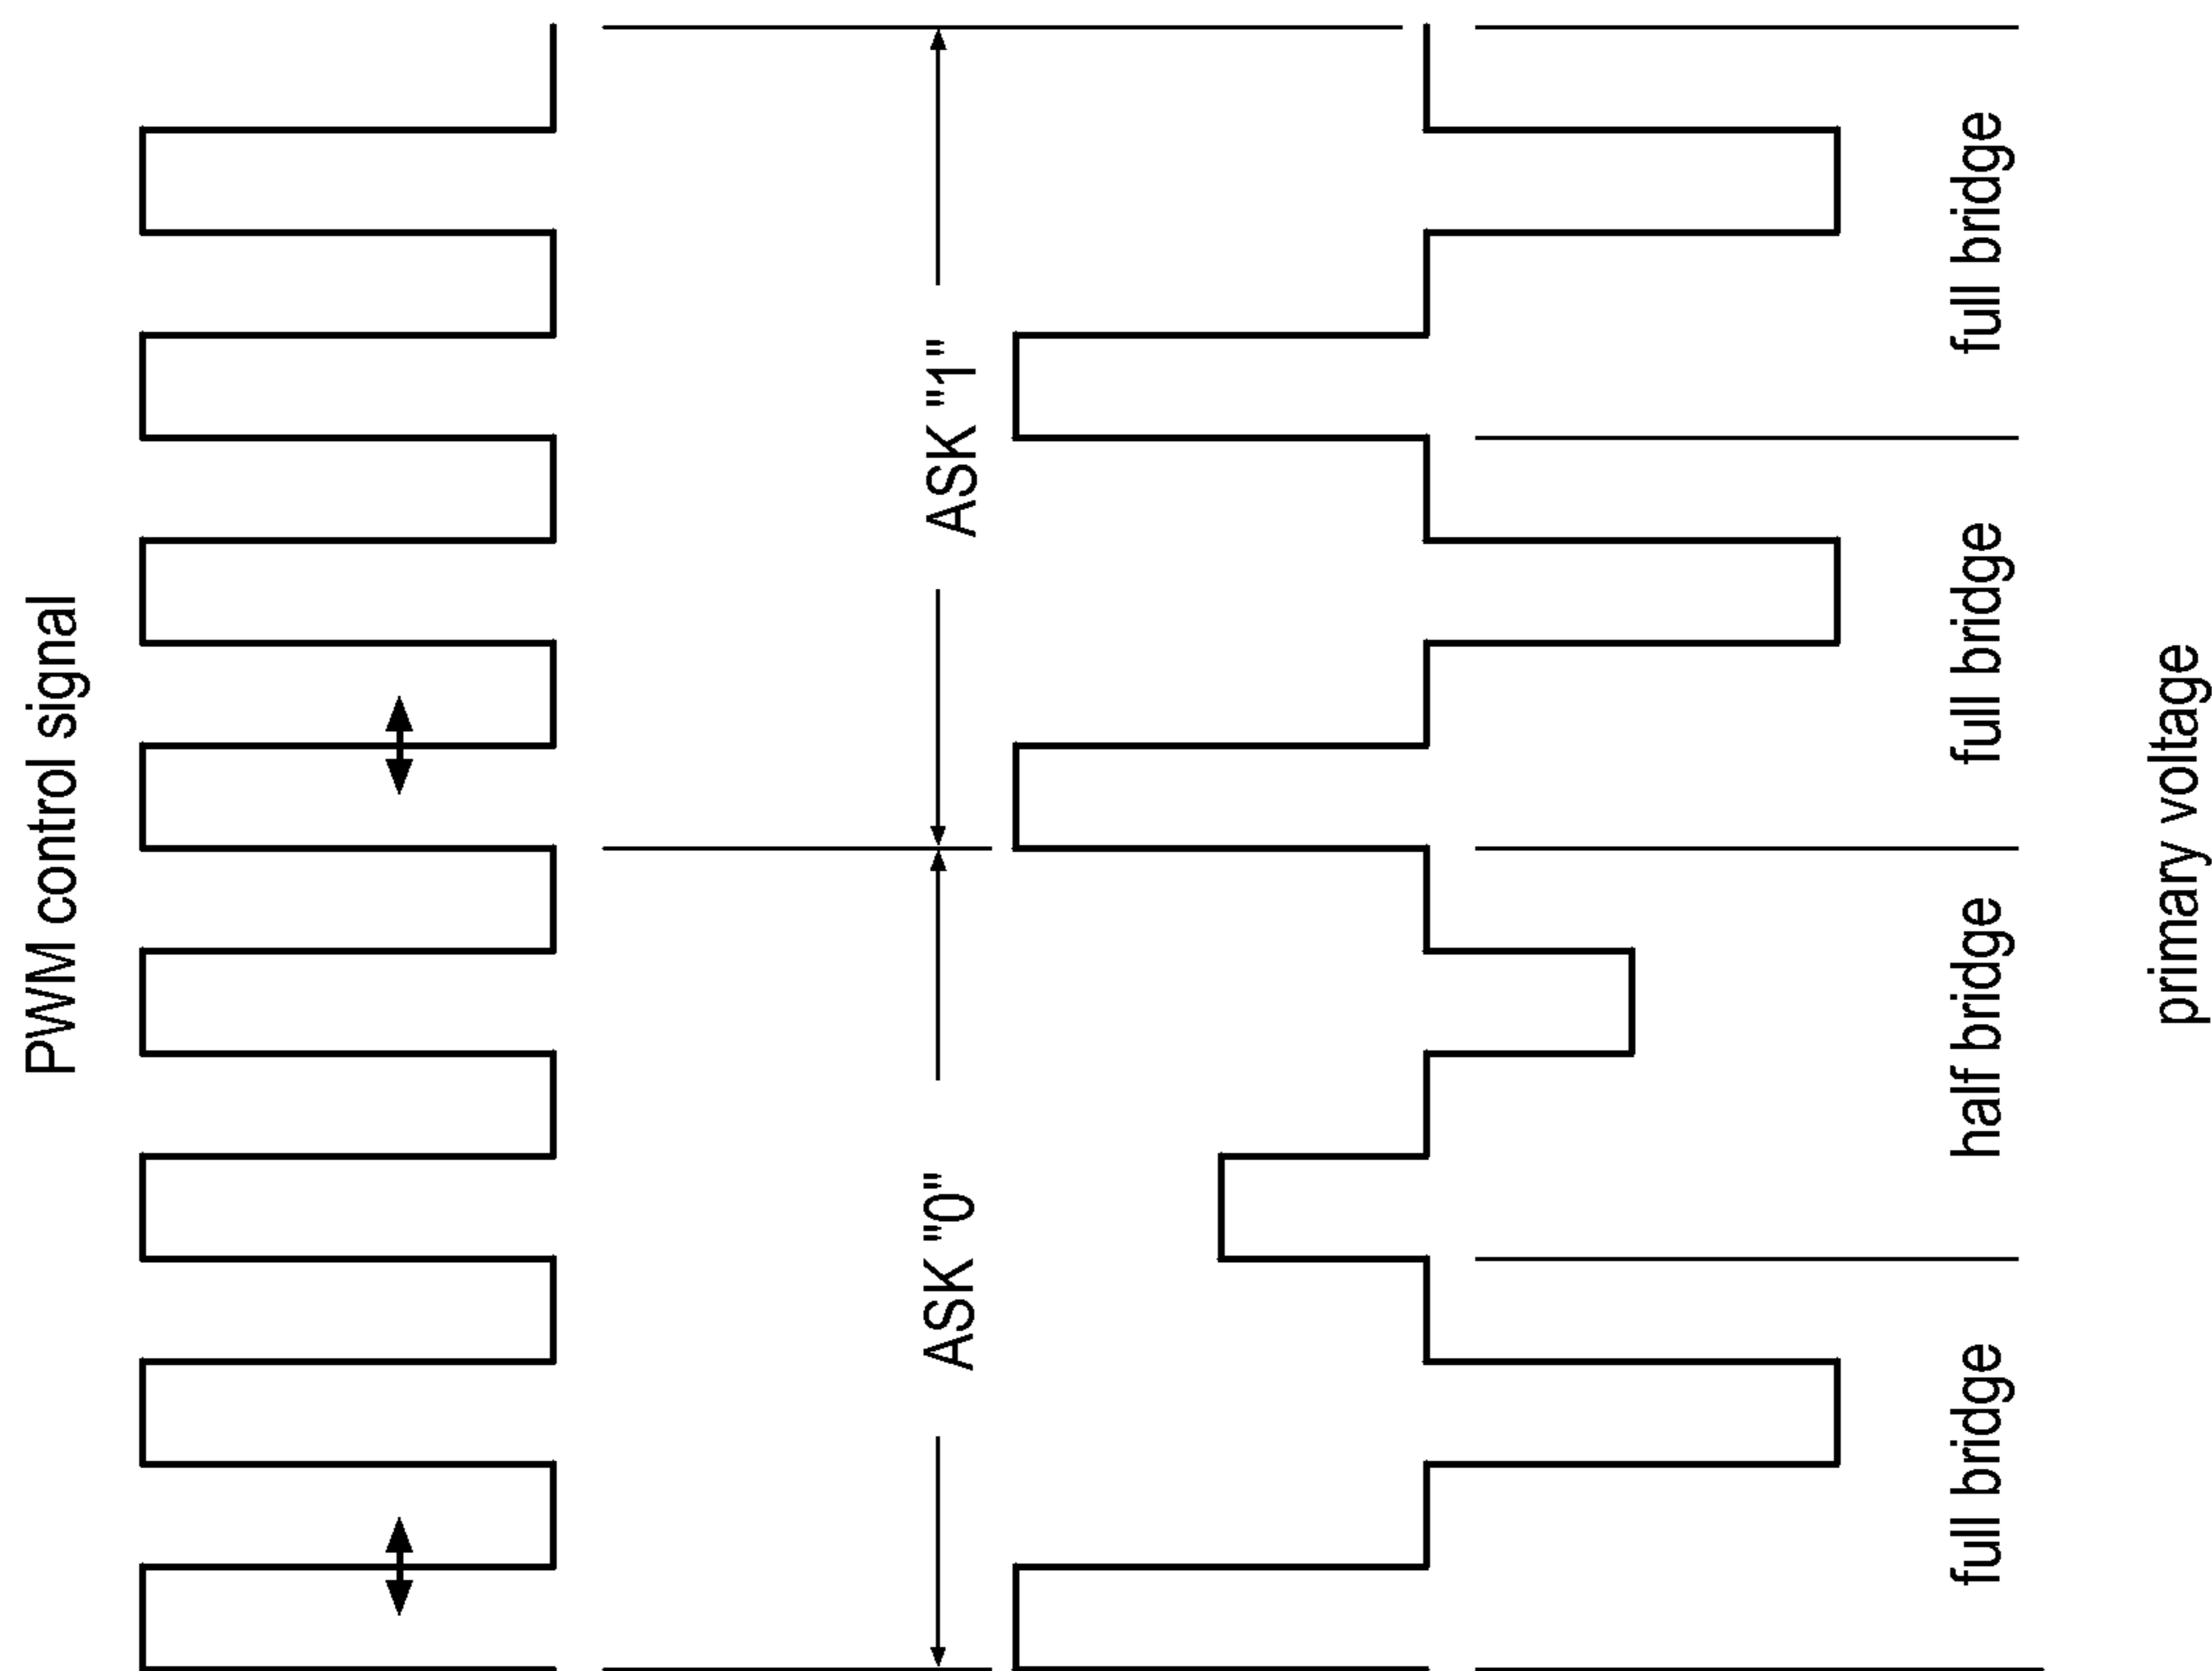 PWM control signal
ASK "0"
ASK "1"
full bridge
half bridge
full bridge
full bridge
primary voltage